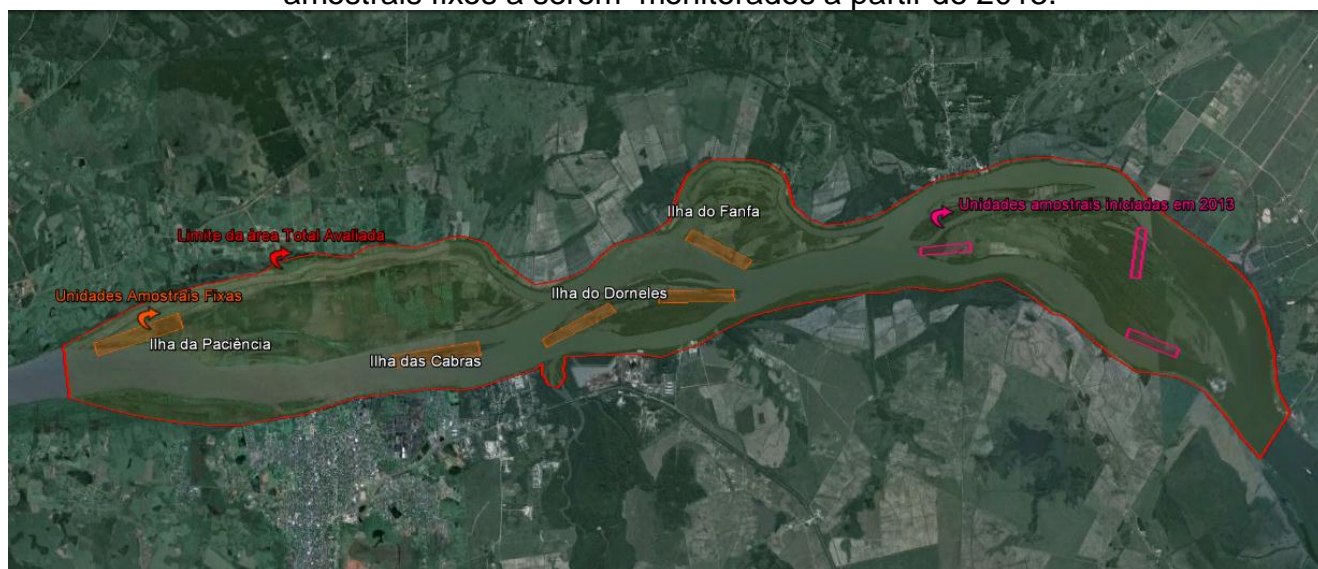 amostrais fixos a serem monitorados a partir de 2013.
Ilha do Fanfa
Unidades amostrais iniciadas em 2013
Limite da área Total Avaliada
Unidades Amostrais Fixas
Ilha do Dorneles
Ilha da Paciência
Ilha das Cabras